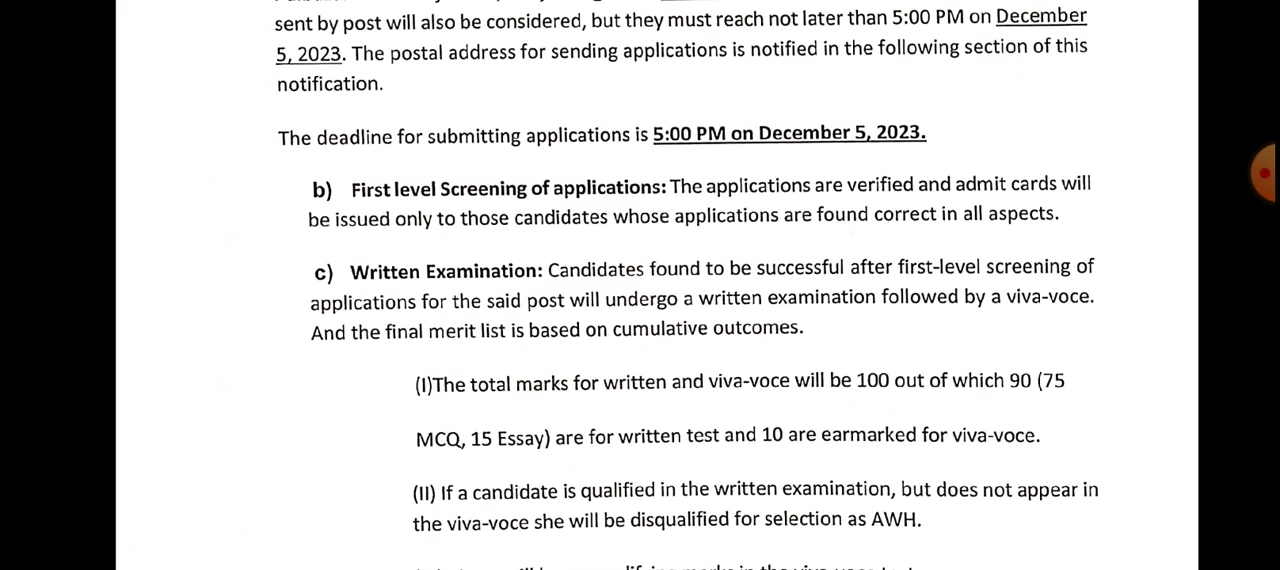 sent by post will also be considered, but they must reach not later than 5:00 PM on December
5, 2023. The postal address for sending applications is notified in the following section of this
notification.
The deadline for submitting applications is 5:00 PM on December 5, 2023.
b) First level Screening of applications: The applications are verified and admit cards will
be issued only to those candidates whose applications are found correct in all aspects.
c) Written Examination: Candidates found to be successful after first-level screening of
applications for the said post will undergo a written examination followed by a viva-voce.
And the final merit list is based on cumulative outcomes.
(I)The total marks for written and viva-voce will be 100 out of which 90 (75
MCQ, 15 Essay) are for written test and 10 are earmarked for viva-voce.
(II) If a candidate is qualified in the written examination, but does not appear in
the viva-voce she will be disqualified for selection as AWH.